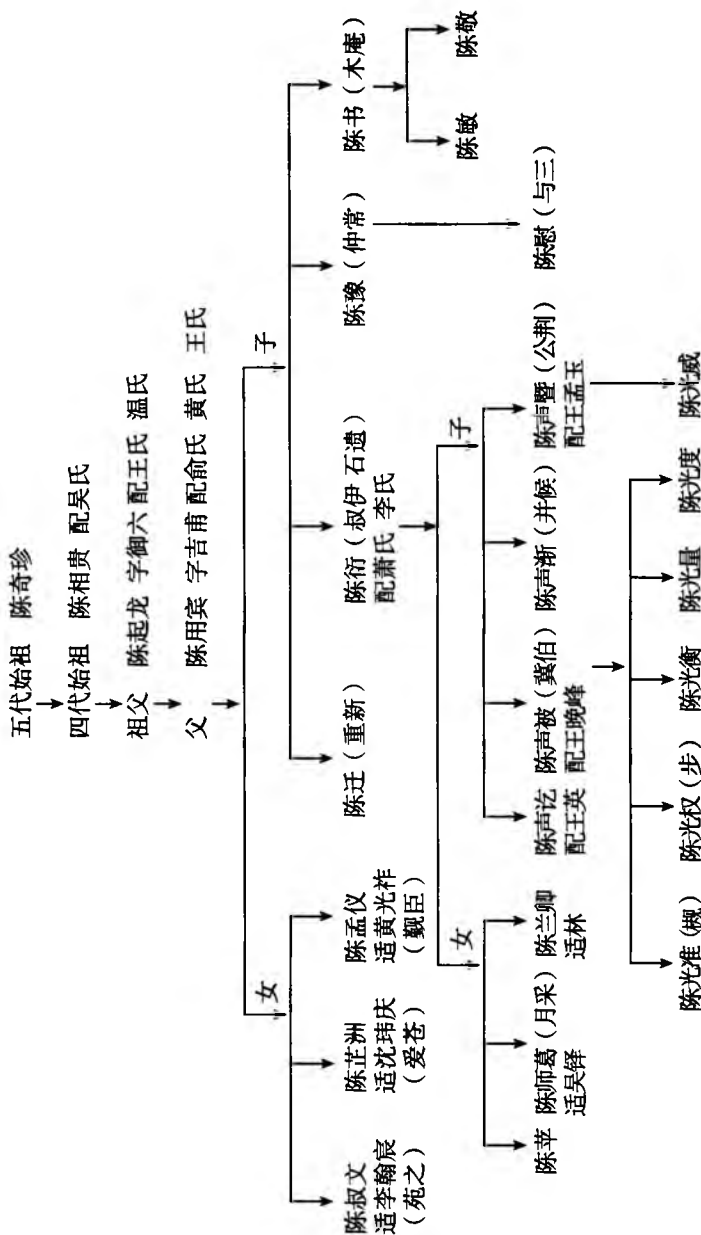 五代始祖 陈奇珍
四代始祖 陈相贵 配吴氏
祖父 陈起龙 字御六 配王氏 温氏
父 陈用宾 字吉甫 配俞氏 黄氏 王氏
女
子
陈叔文
适李翰宸
（苑之）
陈芷洲
适沈玮庆
（爱苍）
陈孟仪
适黄光祚
（觐臣）
陈迁（重新）
陈衍（叔伊 石遗）
配萧氏 李氏
陈豫（仲常）
陈书（木庵）
女
子
陈慰（与三）
陈敏
陈敬
陈苹
陈师葛（月采）
适吴铎
陈兰卿
适林
陈声讫
配王英
陈声被（冀伯）
配王晚峰
陈声渐（并候）
陈声暨（公荆）
配王孟玉
陈光准（椒）
陈光权（步）
陈光衡
陈光量
陈光度
陈光威